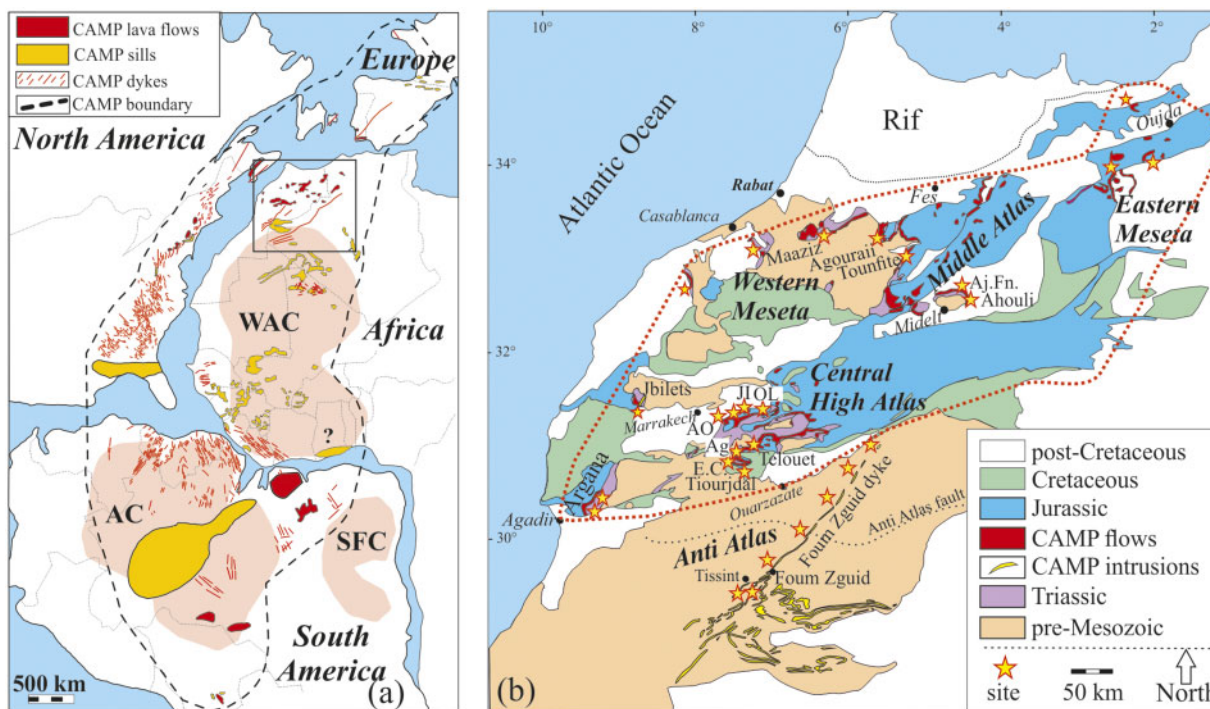 CAMP lava flows
CAMP sills
CAMP dykes
CAMP boundary
Europe
North America
WAC
Africa
?
AC
SFC
South
America
500 km
(a)
10°
8°
6°
4°
2°
34°
32°
30°
Atlantic Ocean
Rif
Oujda
Rabat
Fes
Casablanca
Eastern
Meseta
Maaziz
Agourail
Tounfite
Middle Atlas
Western
Meseta
Aj.Fn.
Ahouli
Midelt
Central
High Atlas
Jbilets
JI
OL
Marrakech
AO
Ag
Telouet
E.C
Tiourjdal
Argana
Ouarzazate
Agadir
Foum Zguid dyke
Anti Atlas fault
Anti Atlas
Tissint
Foum Zguid
post-Cretaceous
Cretaceous
Jurassic
CAMP flows
CAMP intrusions
Triassic
pre-Mesozoic
site
50 km
North
(b)